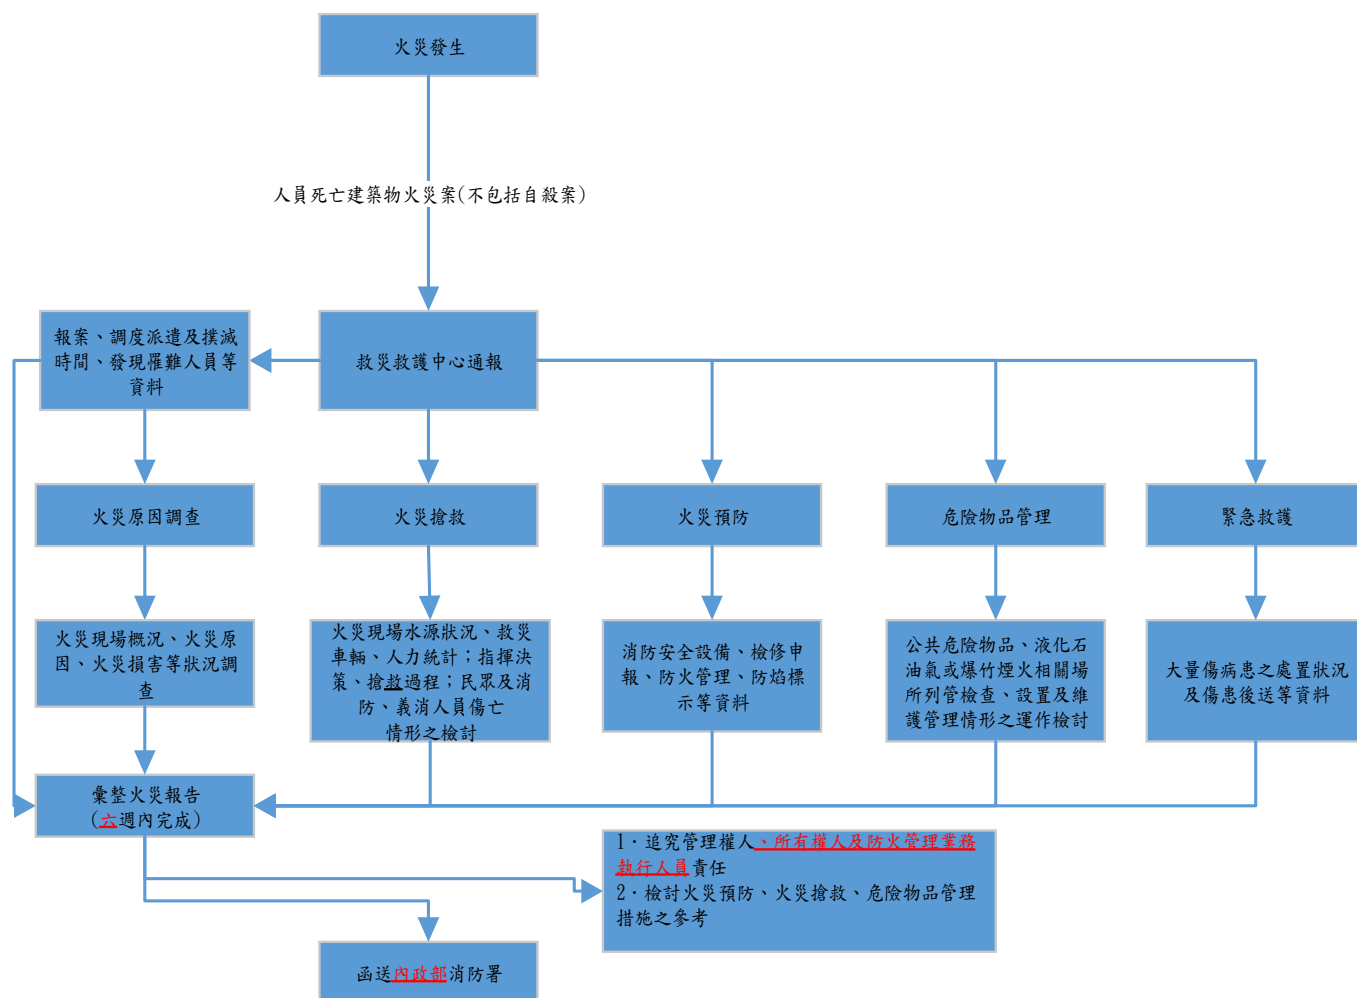 火災發生
人員死亡建築物火災案(不包括自殺案)
報案、調度派遣及撲滅
時間、發現罹難人員等
資料
救災救護中心通報
火災原因調查
火災搶救
火災預防
危險物品管理
緊急救護
火災現場概況、火災原
因、火災損害等狀況調
查
火災現場水源狀況、救災
車輛、人力統計；指揮決
策、搶救過程；民眾及消
防、義消人員傷亡
情形之檢討
消防安全設備、檢修申
報、防火管理、防焰標
示等資料
公共危險物品、液化石
油氣或爆竹煙火相關場
所列管檢查、設置及維
護管理情形之運作檢討
大量傷病患之處置狀況
及傷患後送等資料
彙整火災報告
(六週內完成)
1．追究管理權人、所有權人及防火管理業務
執行人員責任
2．檢討火災預防、火災搶救、危險物品管理
措施之參考
函送內政部消防署